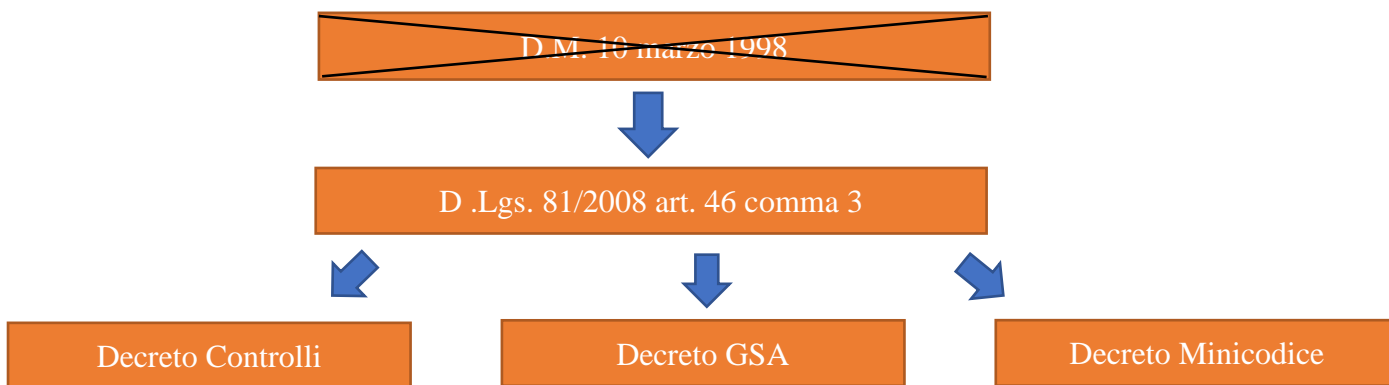 D.M. 10 marzo 1998
D .Lgs. 81/2008 art. 46 comma 3
Decreto Controlli
Decreto GSA
Decreto Minicodice